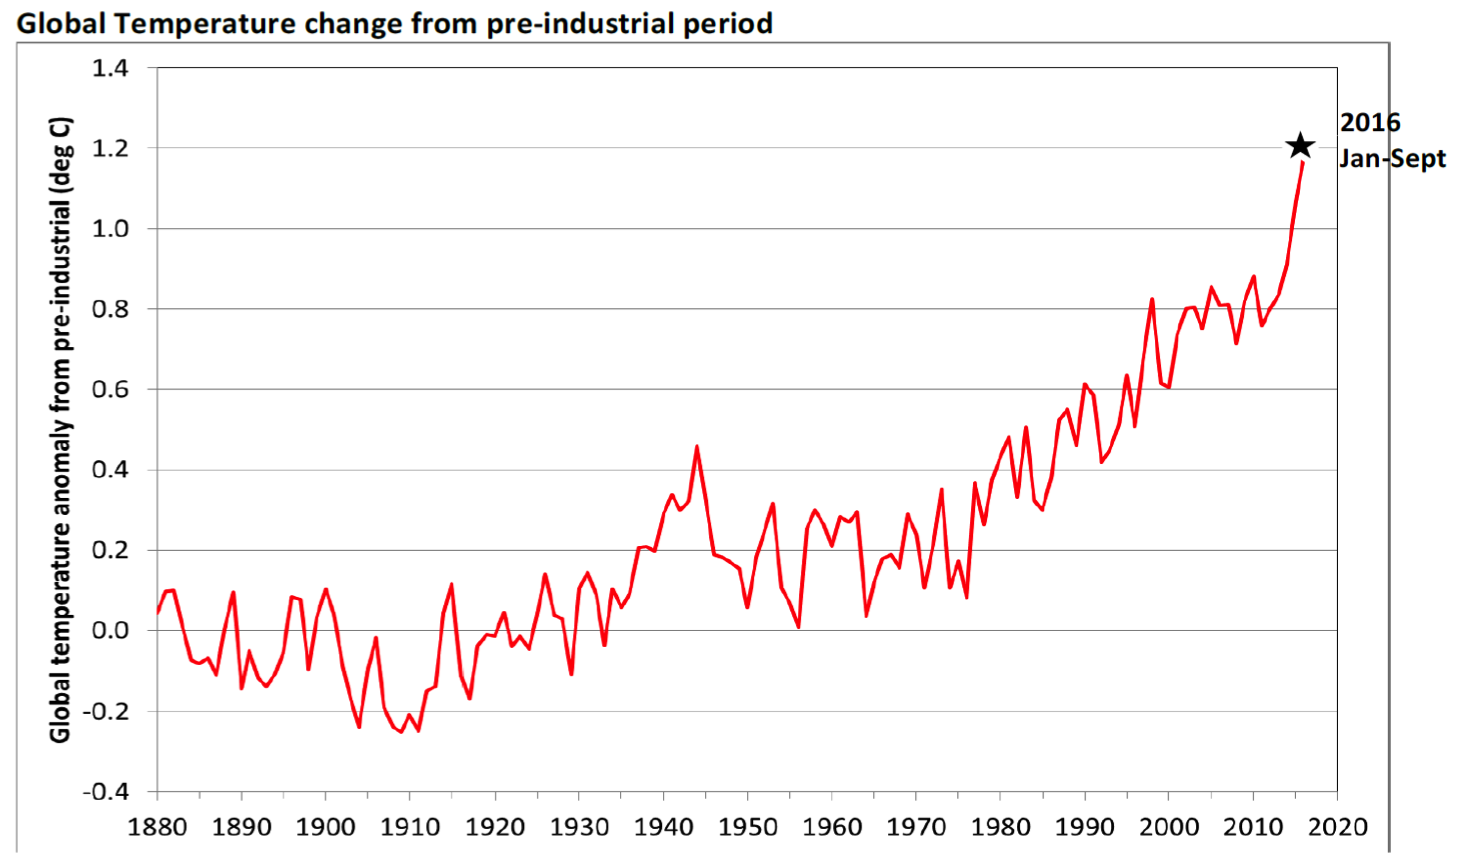 Global Temperature change from pre-industrial period
Global temperature anomaly from pre-industrial (deg C)
1.4
1.2
1.0
0.8
0.6
0.4
0.2
0.0
-0.2
-0.4
2016
Jan-Sept
1880 1890 1900 1910 1920 1930 1940 1950 1960 1970 1980 1990 2000 2010 2020